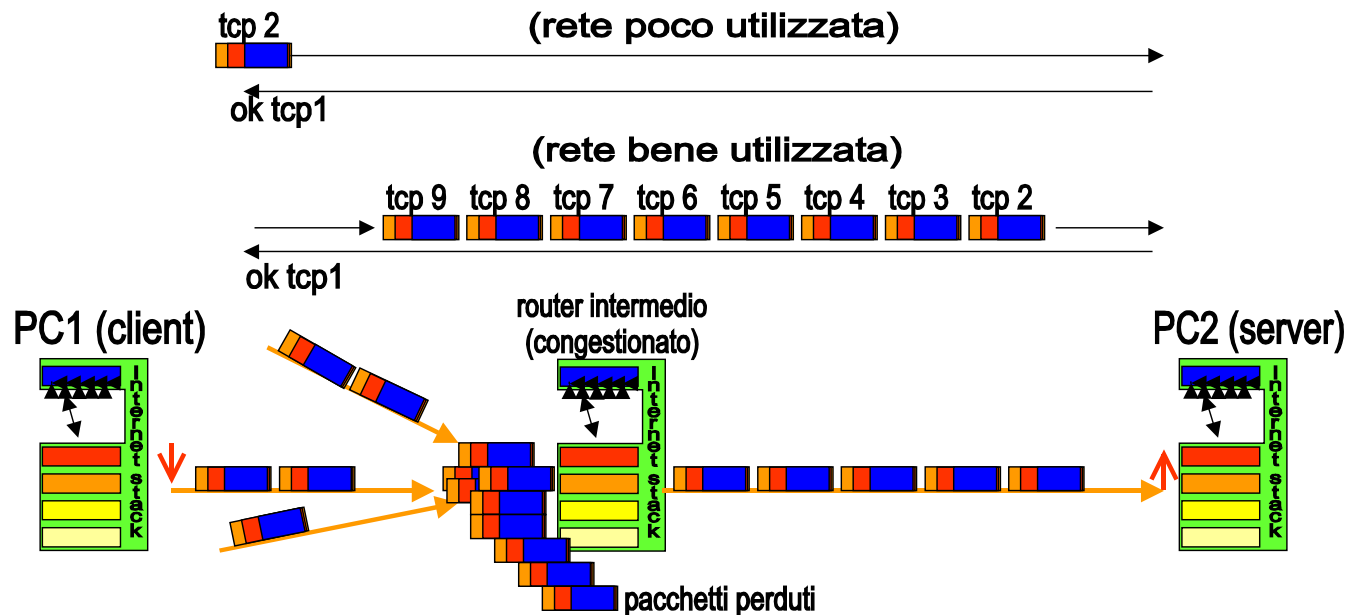 tcp 2
(rete poco utilizzata)
ok tcp1
(rete bene utilizzata)
tcp 9 tcp 8 tcp 7 tcp 6 tcp 5 tcp 4 tcp 3 tcp 2
ok tcp1
PC1 (client)
router intermedio
(congestionato)
PC2 (server)
Internet stack
Internet stack
Internet stack
pacchetti perduti